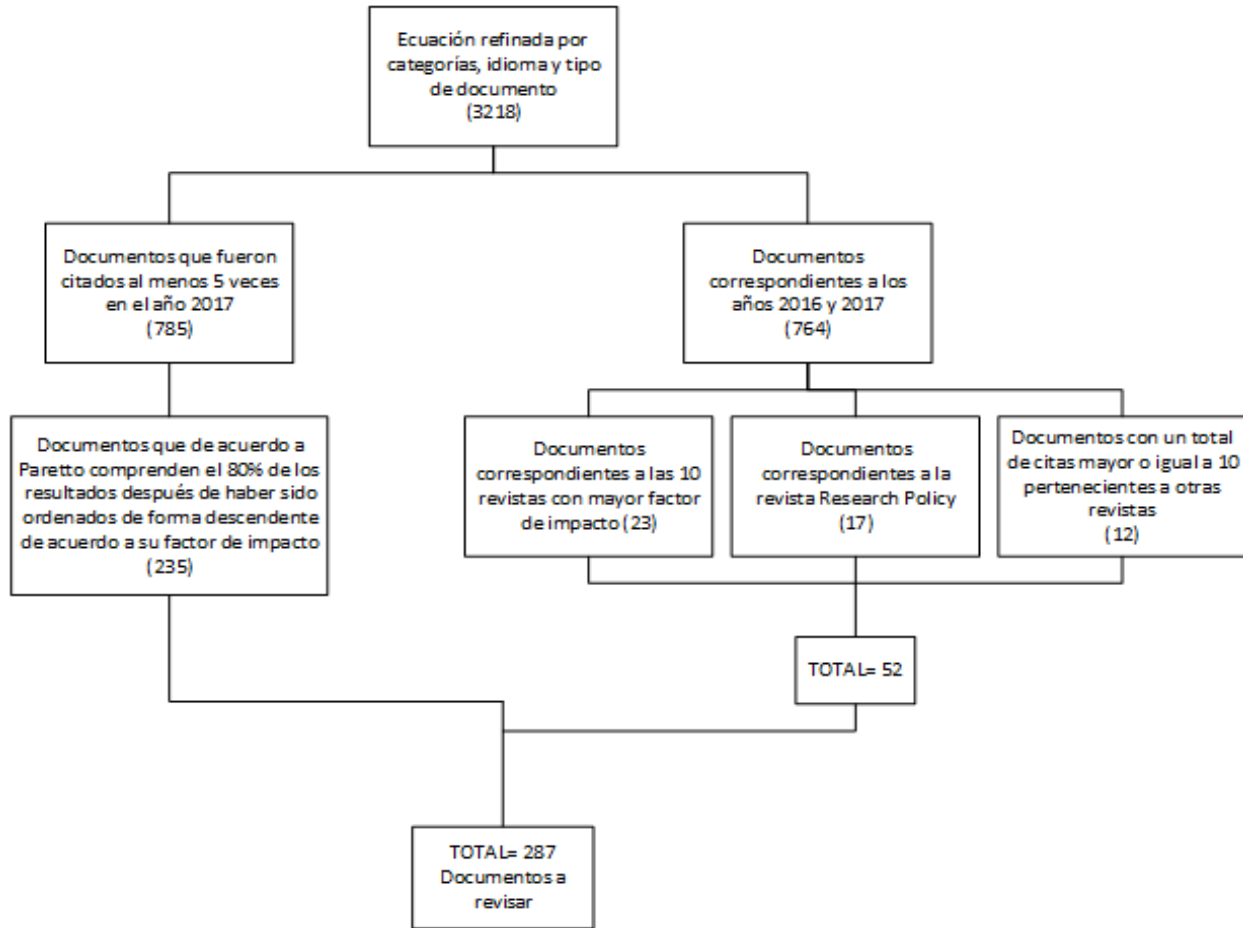 Ecuación refinada por
categorías, idioma y tipo
de documento
(3218)
Documentos que fueron
citados al menos 5 veces
en el año 2017
(785)
Documentos
correspondientes a los
años 2016 y 2017
(764)
Documentos que de acuerdo a
Paretto comprenden el 80% de los
resultados después de haber sido
ordenados de forma descendente
de acuerdo a su factor de impacto
(235)
Documentos
correspondientes a las 10
revistas con mayor factor
de impacto (23)
Documentos
correspondientes a la
revista Research Policy
(17)
Documentos con un total
de citas mayor o igual a 10
pertenecientes a otras
revistas
(12)
TOTAL= 52
TOTAL= 287
Documentos a
revisar